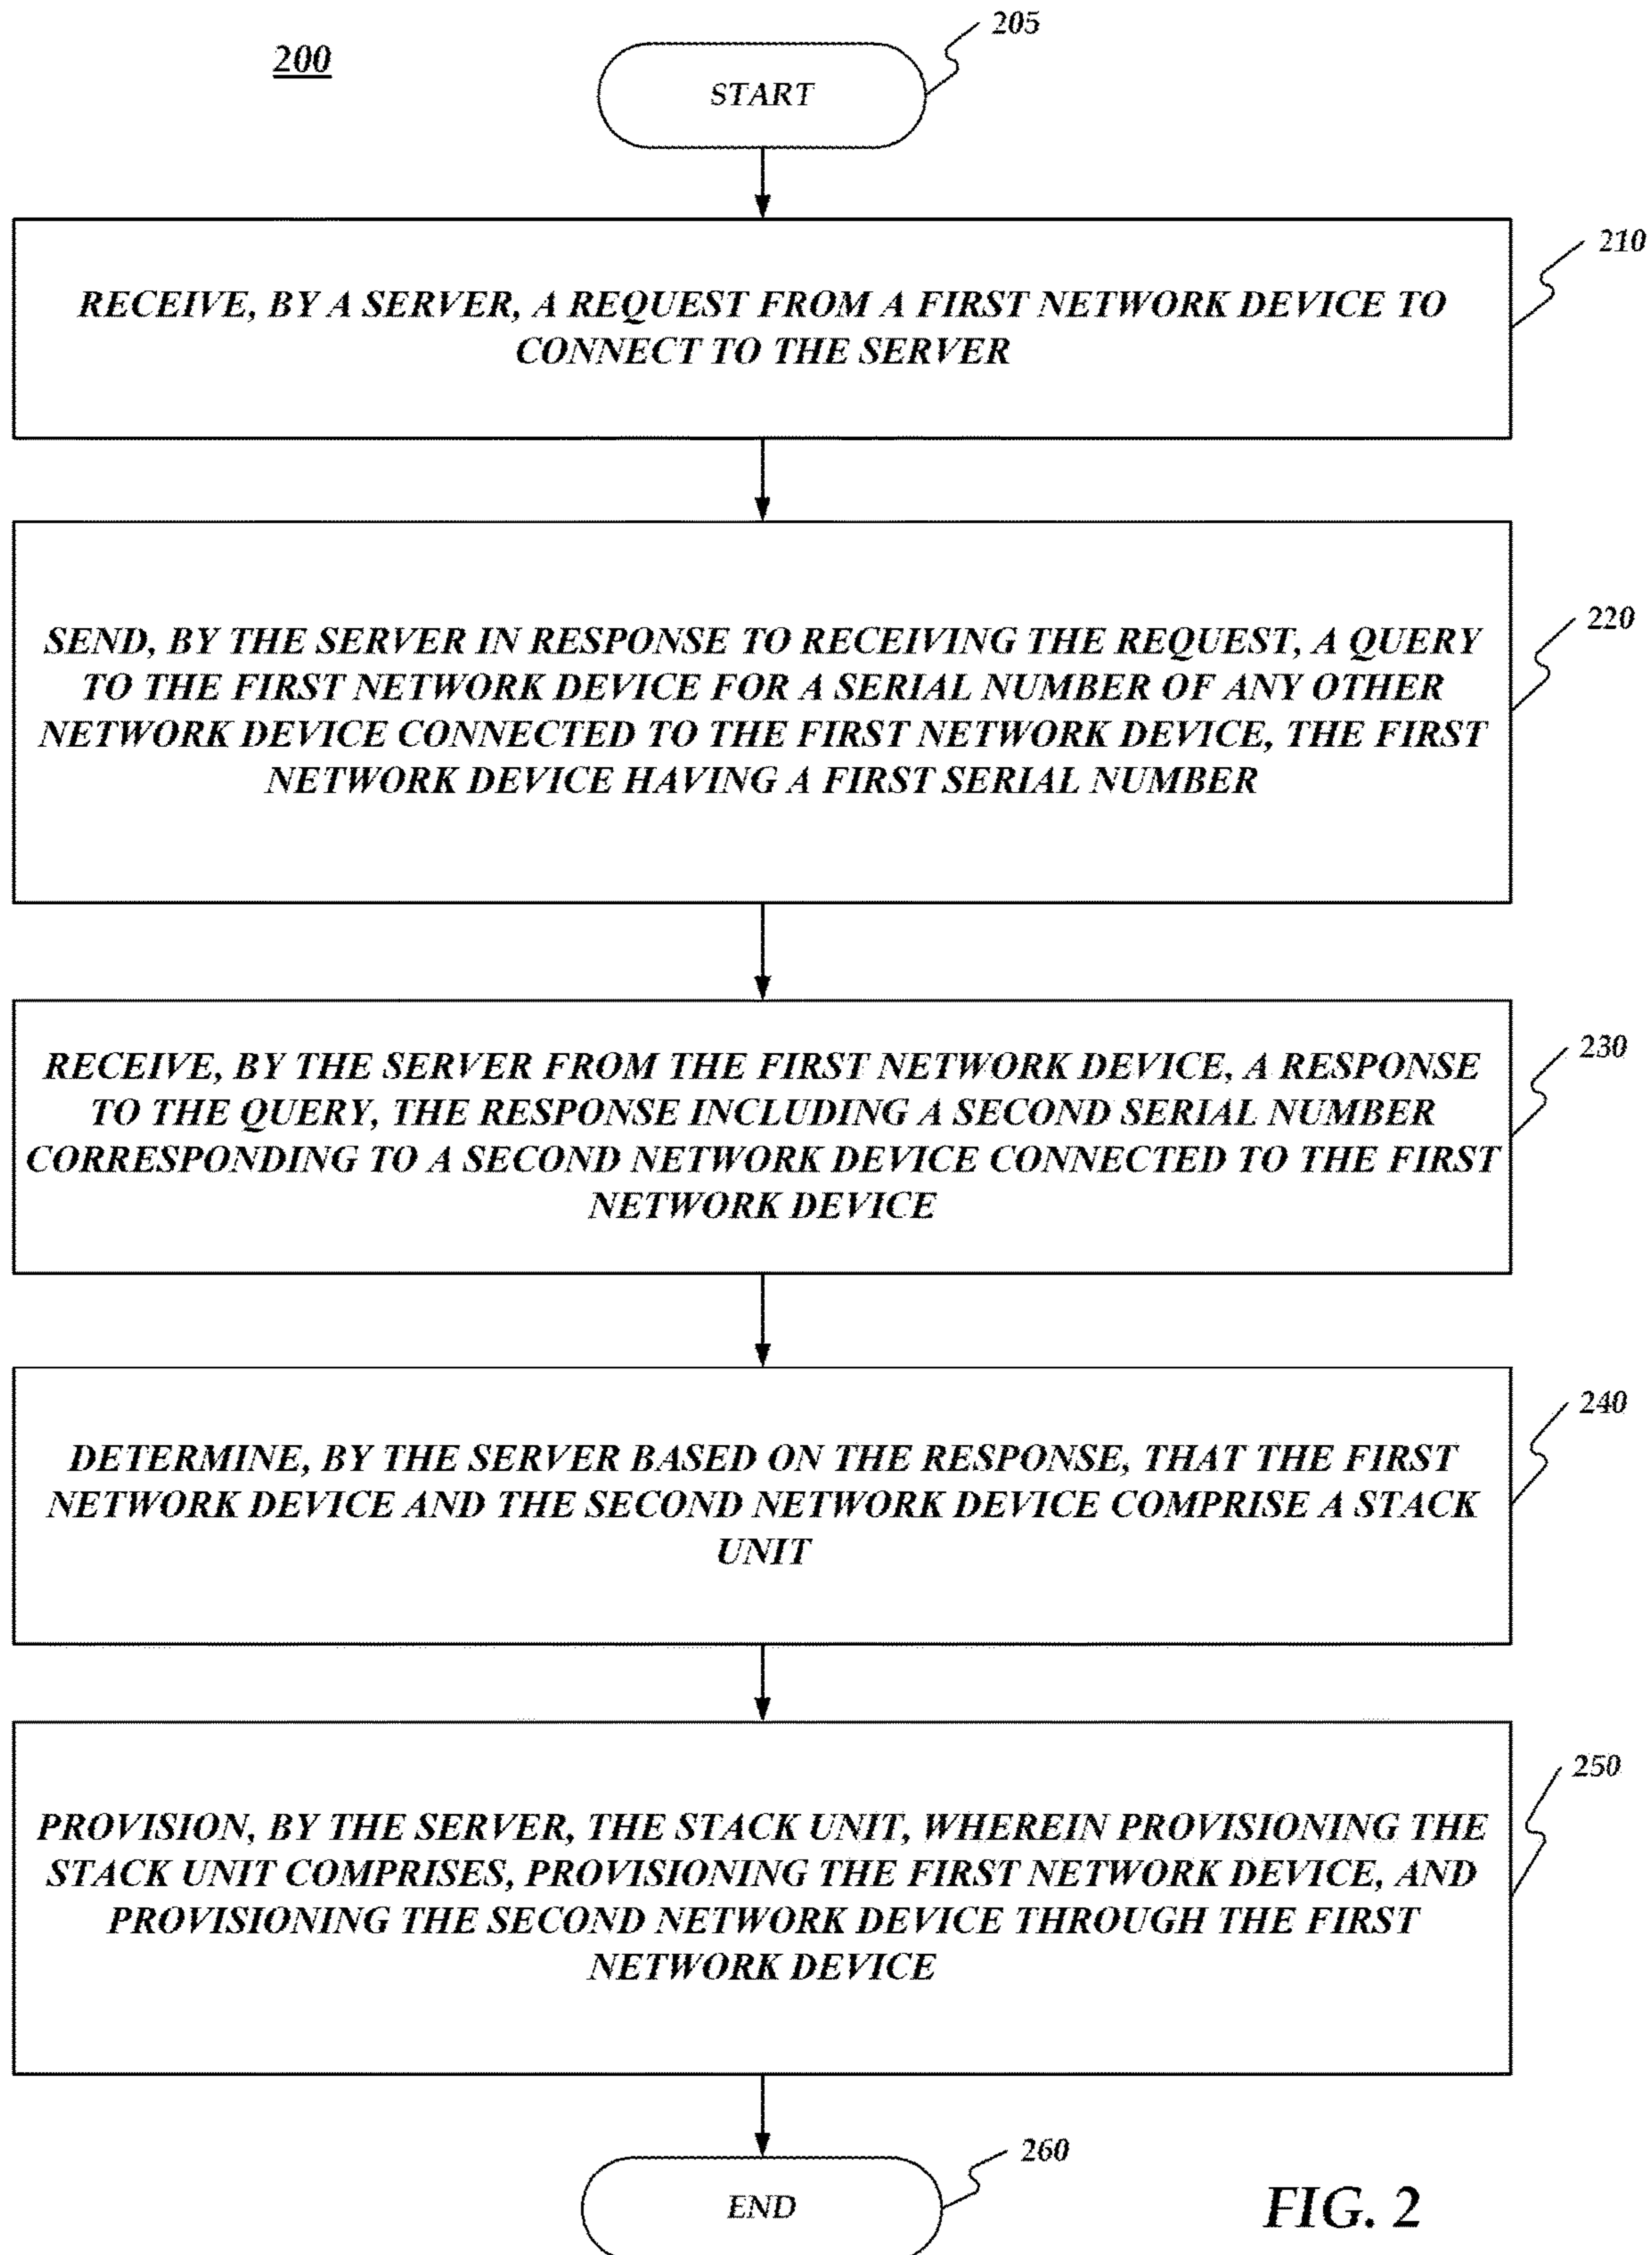 200
205
START
210
RECEIVE, BY A SERVER, A REQUEST FROM A FIRST NETWORK DEVICE TO
CONNECT TO THE SERVER
220
SEND, BY THE SERVER IN RESPONSE TO RECEIVING THE REQUEST, A QUERY
TO THE FIRST NETWORK DEVICE FOR A SERIAL NUMBER OF ANY OTHER
NETWORK DEVICE CONNECTED TO THE FIRST NETWORK DEVICE, THE FIRST
NETWORK DEVICE HAVING A FIRST SERIAL NUMBER
230
RECEIVE, BY THE SERVER FROM THE FIRST NETWORK DEVICE, A RESPONSE
TO THE QUERY, THE RESPONSE INCLUDING A SECOND SERIAL NUMBER
CORRESPONDING TO A SECOND NETWORK DEVICE CONNECTED TO THE FIRST
NETWORK DEVICE
240
DETERMINE, BY THE SERVER BASED ON THE RESPONSE, THAT THE FIRST
NETWORK DEVICE AND THE SECOND NETWORK DEVICE COMPRISE A STACK
UNIT
250
PROVISION, BY THE SERVER, THE STACK UNIT, WHEREIN PROVISIONING THE
STACK UNIT COMPRISES, PROVISIONING THE FIRST NETWORK DEVICE, AND
PROVISIONING THE SECOND NETWORK DEVICE THROUGH THE FIRST
NETWORK DEVICE
260
END
FIG. 2